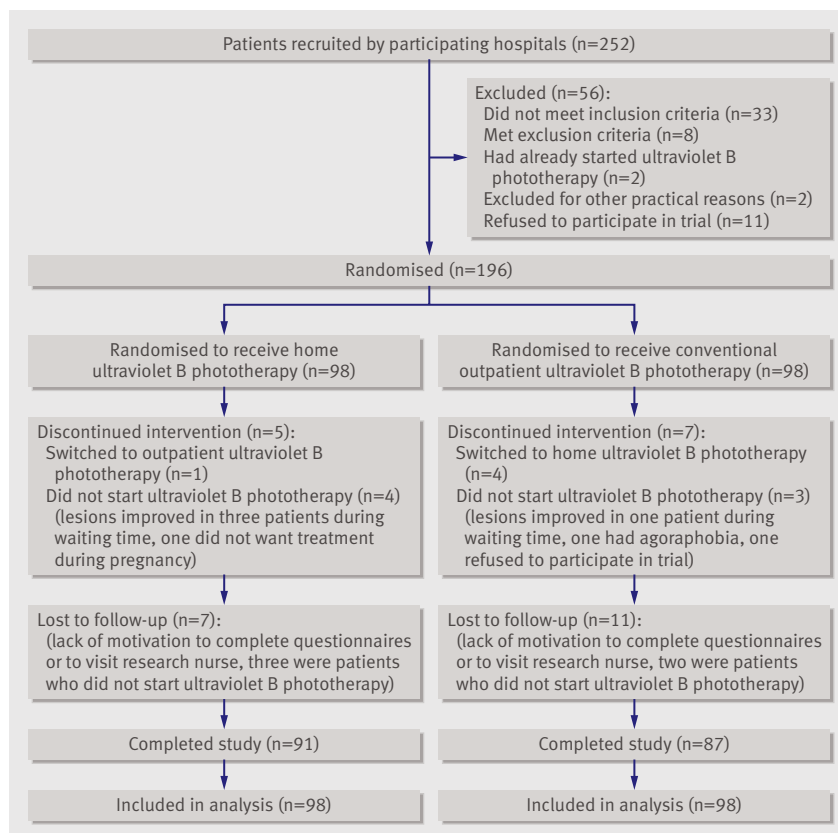 Patients recruited by participating hospitals (n=252)
Excluded (n=56):
Did not meet inclusion criteria (n=33)
Met exclusion criteria (n=8)
Had already started ultraviolet B
phototherapy (n=2)
Excluded for other practical reasons (n=2)
Refused to participate in trial (n=11)
Randomised (n=196)
Randomised to receive home
ultraviolet B phototherapy (n=98)
Discontinued intervention (n=5):
Switched to outpatient ultraviolet B
phototherapy (n=1)
Did not start ultraviolet B phototherapy (n=4)
(lesions improved in three patients during
waiting time, one did not want treatment
during pregnancy)
Lost to follow-up (n=7):
(lack of motivation to complete questionnaires
or to visit research nurse, three were patients
who did not start ultraviolet B phototherapy)
Completed study (n=91)
Included in analysis (n=98)
Randomised to receive conventional
outpatient ultraviolet B phototherapy (n=98)
Discontinued intervention (n=7):
Switched to home ultraviolet B phototherapy
(n=4)
Did not start ultraviolet B phototherapy (n=3)
(lesions improved in one patient during
waiting time, one had agoraphobia, one
refused to participate in trial)
Lost to follow-up (n=11):
(lack of motivation to complete questionnaires
or to visit research nurse, two were patients
who did not start ultraviolet B phototherapy)
Completed study (n=87)
Included in analysis (n=98)